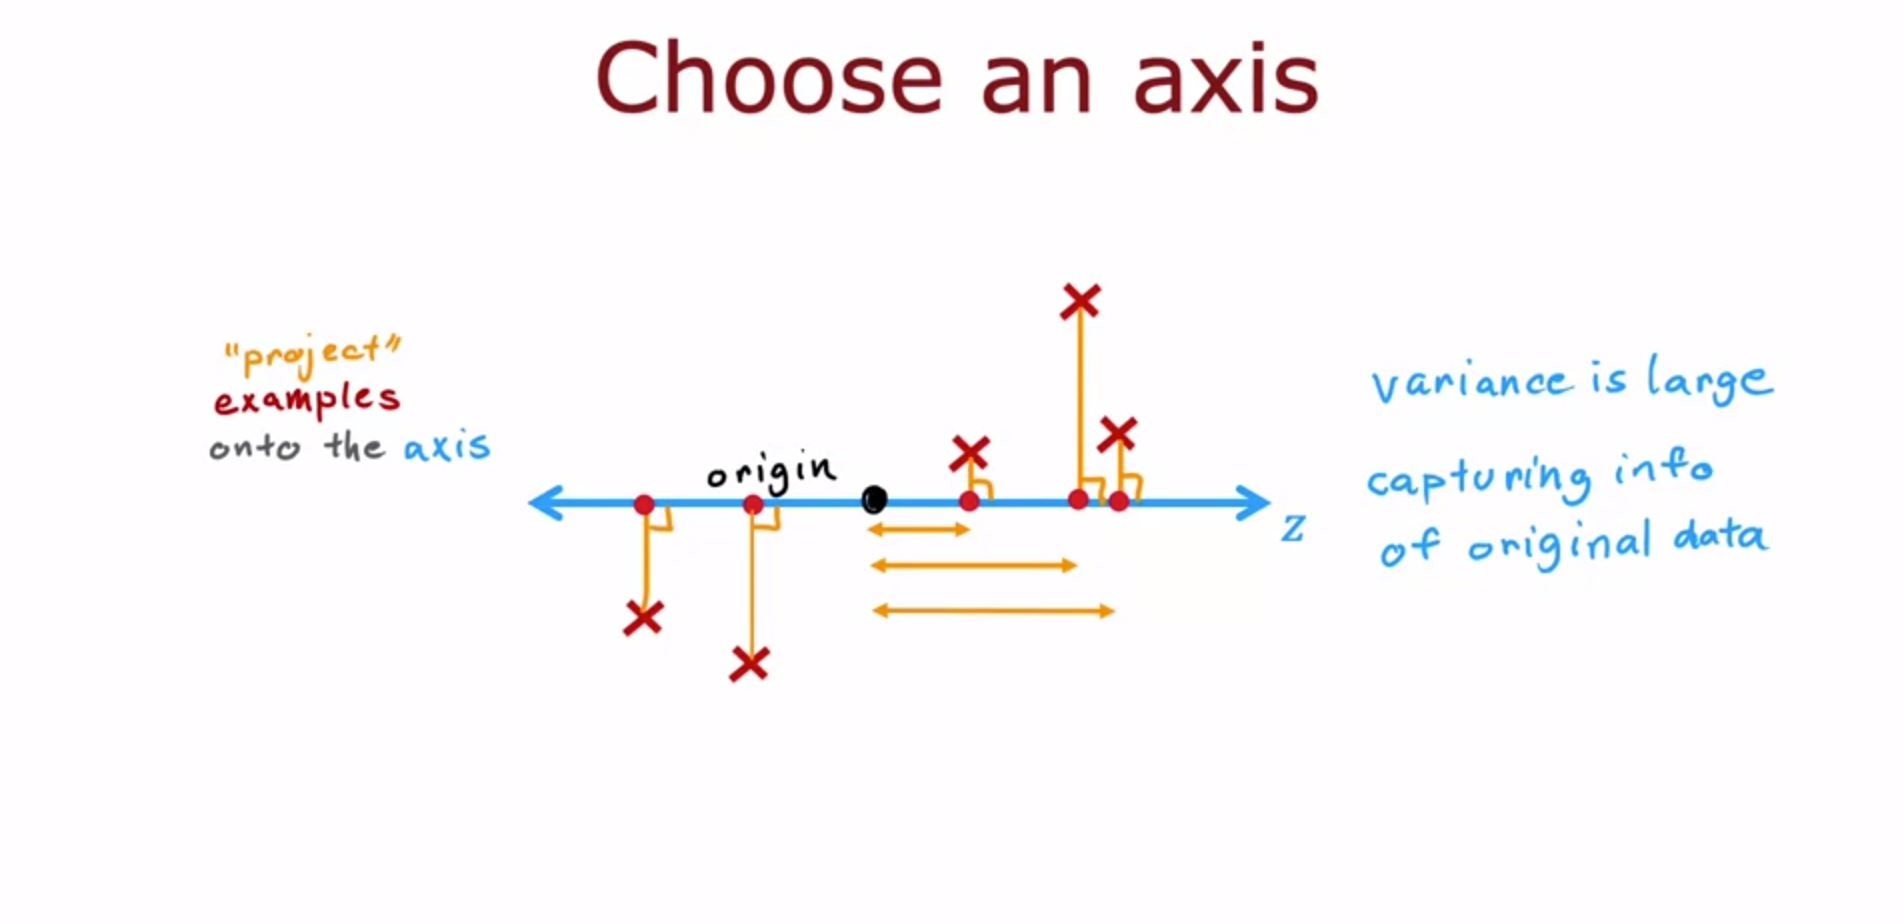 Choose an axis
"project"
examples
onto the axis
origin
z
variance is large
capturing info
of original data